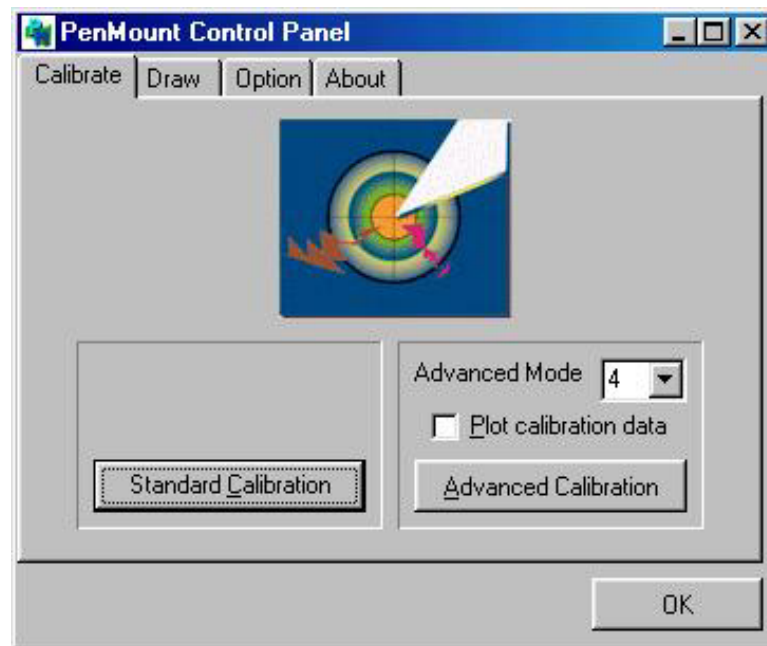 PenMount Control Panel
Calibrate Draw Option About
Advanced Mode 4
Plot calibration data
Standard Calibration Advanced Calibration
OK